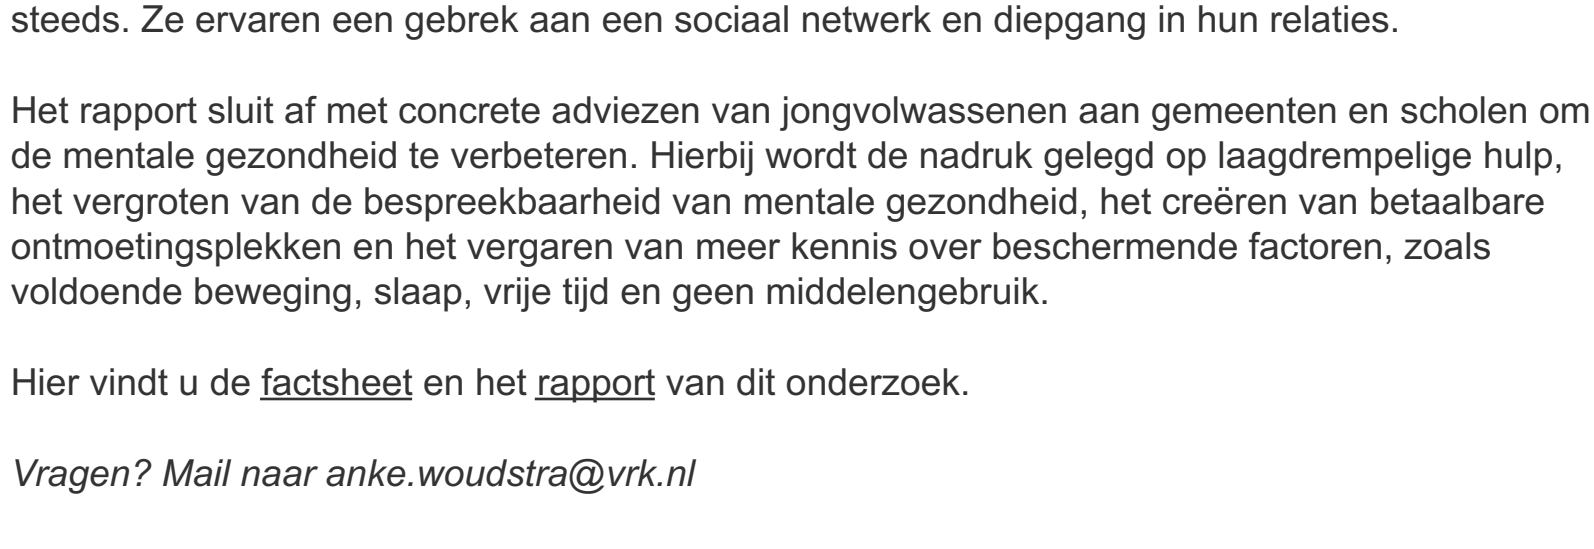 steeds. Ze ervaren een gebrek aan een sociaal netwerk en diepgang in hun relaties.
Het rapport sluit af met concrete adviezen van jongvolwassenen aan gemeenten en scholen om
de mentale gezondheid te verbeteren. Hierbij wordt de nadruk gelegd op laagdrempelige hulp,
het vergroten van de bespreekbaarheid van mentale gezondheid, het creëren van betaalbare
ontmoetingsplekken en het vergaren van meer kennis over beschermende factoren, zoals
voldoende beweging, slaap, vrije tijd en geen middelengebruik.
Hier vindt u de factsheet en het rapport van dit onderzoek.
Vragen? Mail naar anke.woudstra@vrk.nl